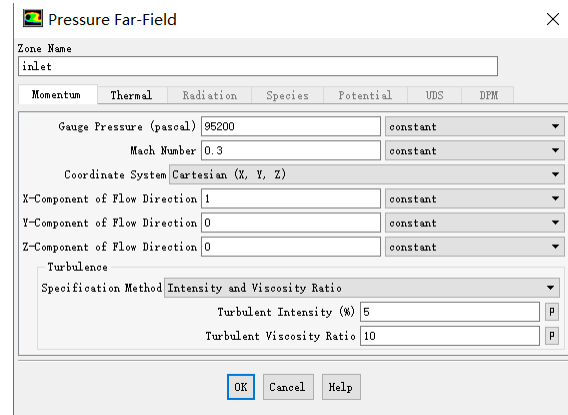 Pressure Far-Field
Zone Name
inlet
Momentum Thermal Radiation Species Potential UDS DPM
Gauge Pressure (pascal) 95200 constant
Mach Number 0.3 constant
Coordinate System Cartesian (X, Y, Z)
X-Component of Flow Direction 1 constant
Y-Component of Flow Direction 0 constant
Z-Component of Flow Direction 0 constant
Turbulence
Specification Method Intensity and Viscosity Ratio
Turbulent Intensity (%) 5 P
Turbulent Viscosity Ratio 10 P
OK Cancel Help